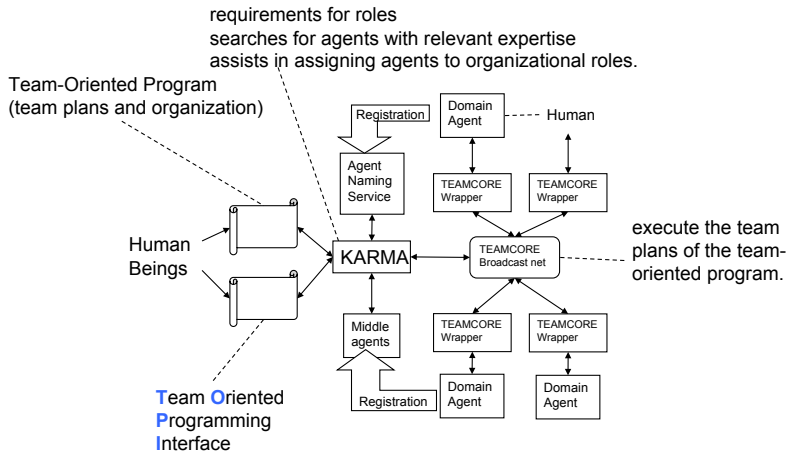 requirements for roles
searches for agents with relevant expertise
assists in assigning agents to organizational roles.
Team-Oriented Program
(team plans and organization)
Registration
Domain
Agent
Human
Agent
Naming
Service
TEAMCORE
Wrapper
TEAMCORE
Wrapper
Human
Beings
KARMA
TEAMCORE
Broadcast net
execute the team
plans of the team-
oriented program.
Middle
agents
TEAMCORE
Wrapper
TEAMCORE
Wrapper
Registration
Domain
Agent
Domain
Agent
Team Oriented
Programming
Interface